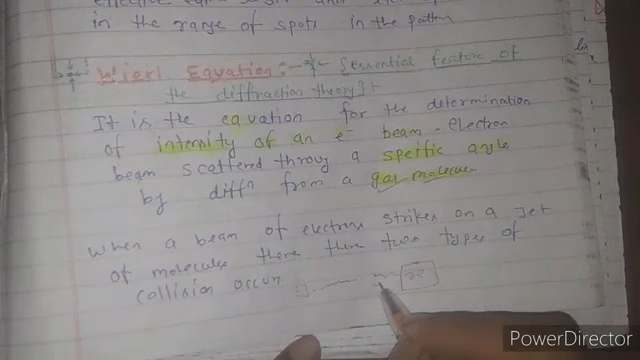 in the range of spots in the pattern
Wierl Equation:- {Essential feature of
the diffraction theory}
It is the equation for the determination
of intensity of an e⁻ beam. electron
beam scattered throug a speific angle
by diffⁿ from a gas molecule
When a beam of electrons strikes on a Jet
of molecules there there two types of
collision occur
PowerDirector